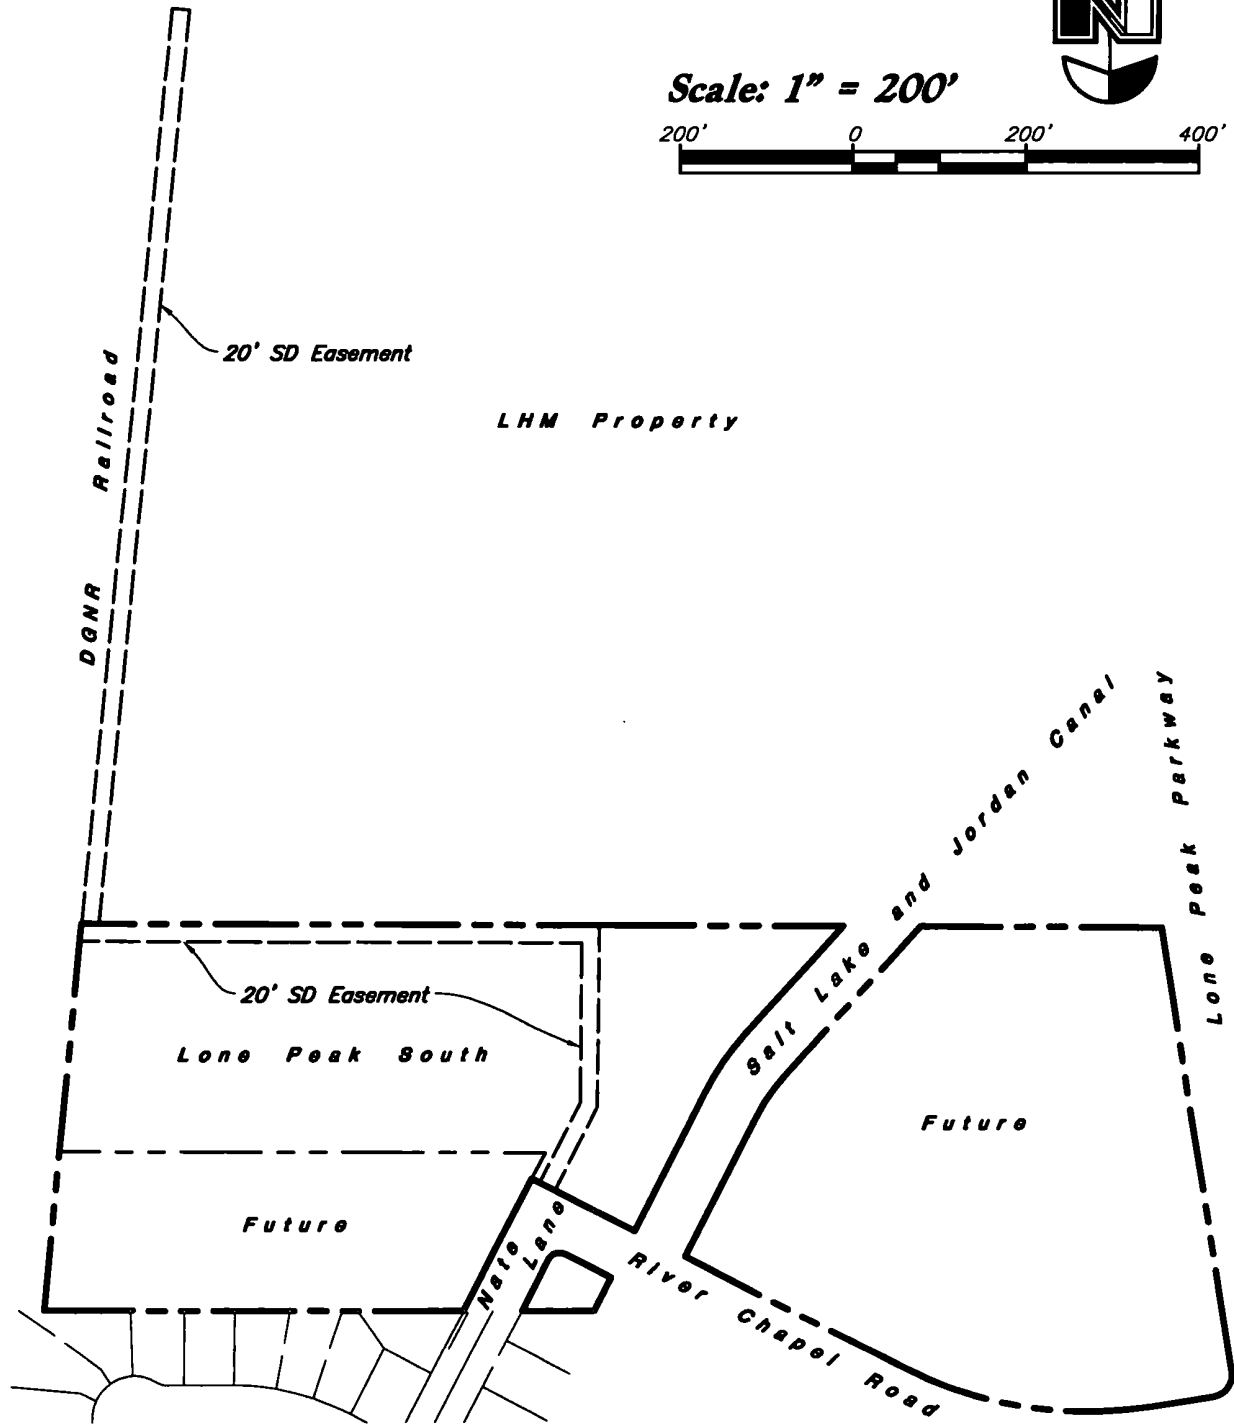 N
Scale: 1" = 200'
200' 0 200' 400'
20' SD Easement
DGNR Railroad
LHM Property
Salt Lake and Jordan Canal
Lone Peak Parkway
20' SD Easement
Lone Peak South
Future
Future
Nate Lane
River Chapel Road